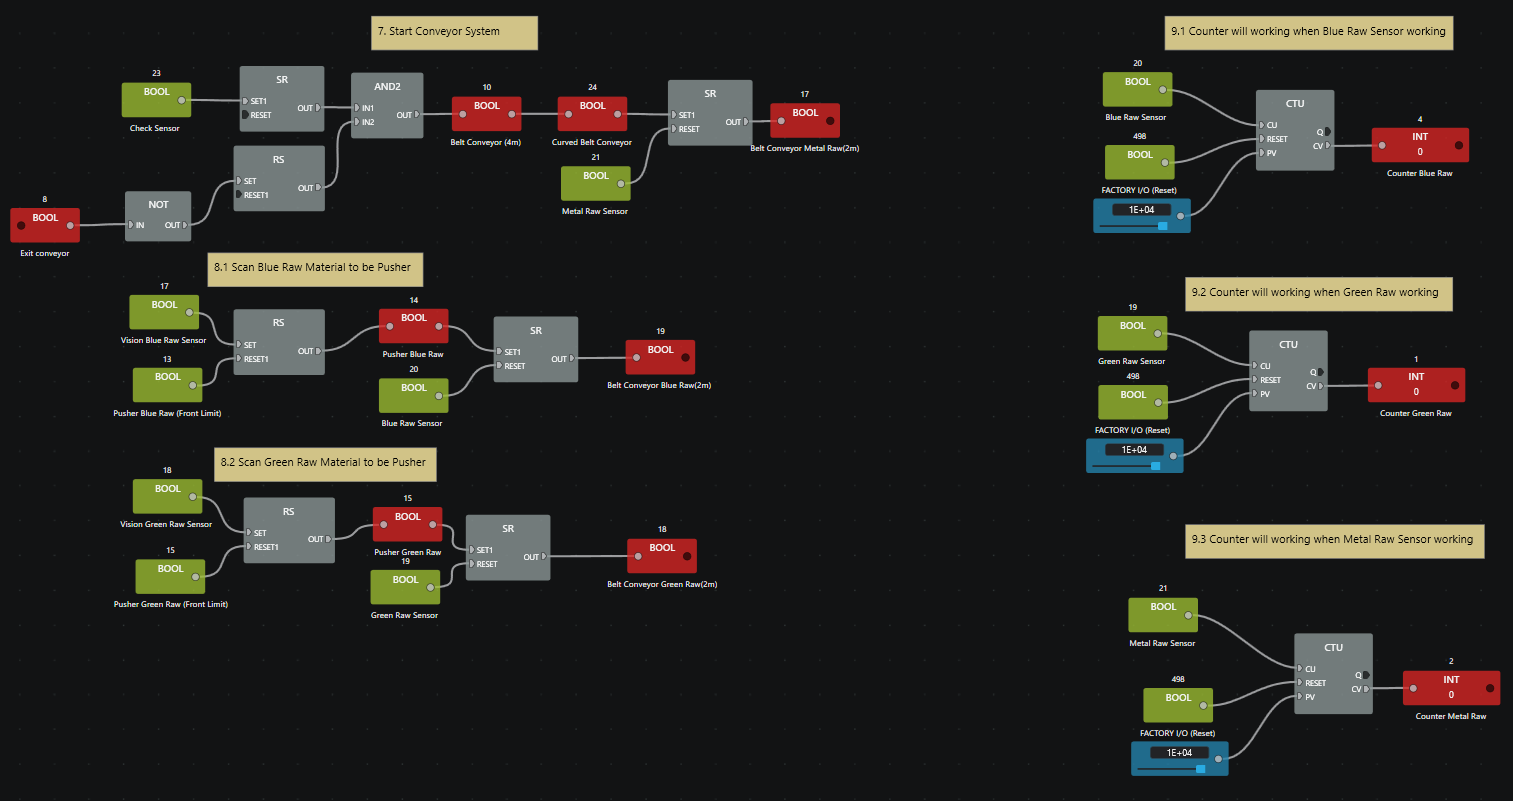 7. Start Conveyor System
23
BOOL
Check Sensor
SR
SET1
RESET
OUT
AND2
IN1
IN2
OUT
10
BOOL
Belt Conveyor (4m)
24
BOOL
Curved Belt Conveyor
SR
SET1
RESET
OUT
17
BOOL
Belt Conveyor Metal Raw(2m)
21
BOOL
Metal Raw Sensor
RS
SET
RESET1
OUT
8
BOOL
Exit conveyor
NOT
IN
OUT
8.1 Scan Blue Raw Material to be Pusher
17
BOOL
Vision Blue Raw Sensor
13
BOOL
Pusher Blue Raw (Front Limit)
RS
SET
RESET1
OUT
14
BOOL
Pusher Blue Raw
20
BOOL
Blue Raw Sensor
SR
SET1
RESET
OUT
19
BOOL
Belt Conveyor Blue Raw(2m)
8.2 Scan Green Raw Material to be Pusher
18
BOOL
Vision Green Raw Sensor
15
BOOL
Pusher Green Raw (Front Limit)
RS
SET
RESET1
OUT
15
BOOL
Pusher Green Raw
19
BOOL
Green Raw Sensor
SR
SET1
RESET
OUT
18
BOOL
Belt Conveyor Green Raw(2m)
9.1 Counter will working when Blue Raw Sensor working
20
BOOL
Blue Raw Sensor
498
BOOL
FACTORY I/O (Reset)
1E+04
CTU
CU
RESET
PV
Q
CV
4
INT
0
Counter Blue Raw
9.2 Counter will working when Green Raw working
19
BOOL
Green Raw Sensor
498
BOOL
FACTORY I/O (Reset)
1E+04
CTU
CU
RESET
PV
Q
CV
1
INT
0
Counter Green Raw
9.3 Counter will working when Metal Raw Sensor working
21
BOOL
Metal Raw Sensor
498
BOOL
FACTORY I/O (Reset)
1E+04
CTU
CU
RESET
PV
Q
CV
2
INT
0
Counter Metal Raw